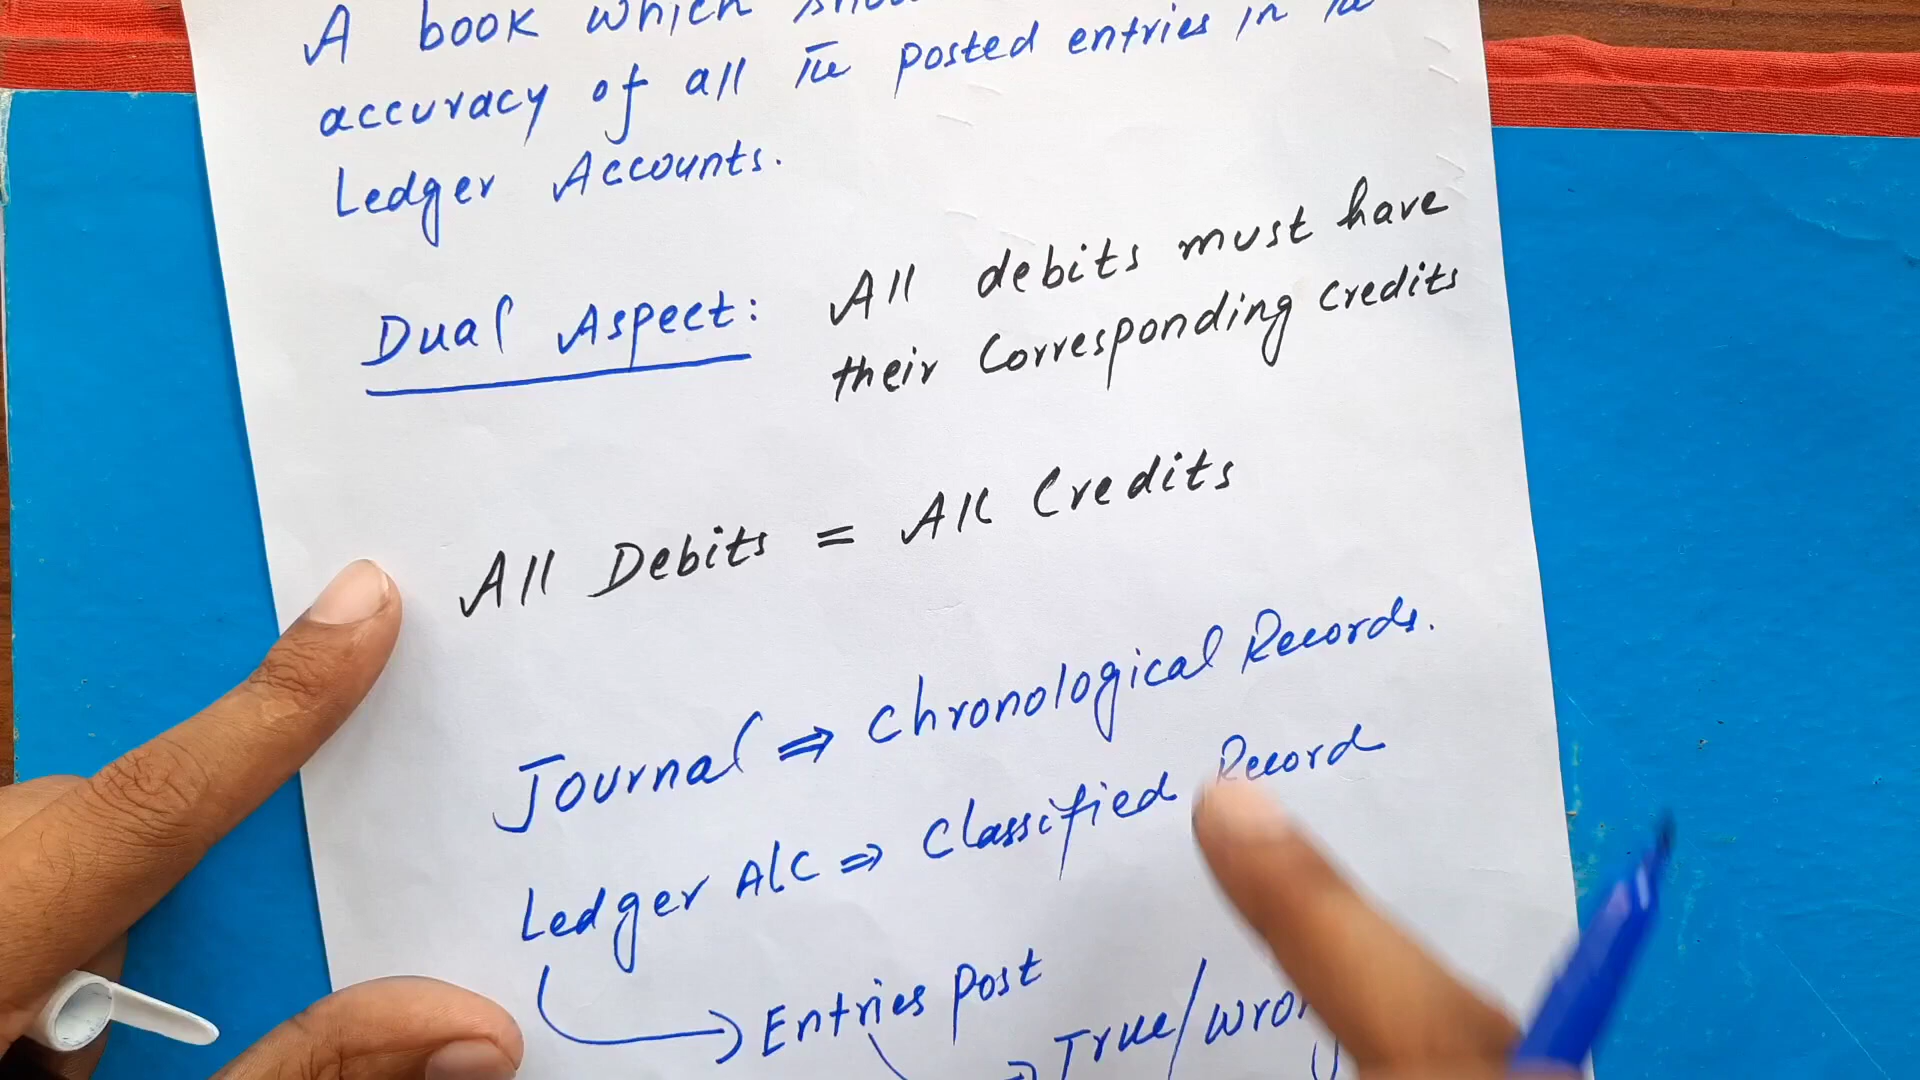 A book which
accuracy of all the posted entries in the
Ledger Accounts.
Dual Aspect: All debits must have
their Corresponding Credits
All Debits = All Credits
Journal ⇒ Chronological Records.
Ledger A/C ⇒ Classified Record
Entries Post
⇒ True/